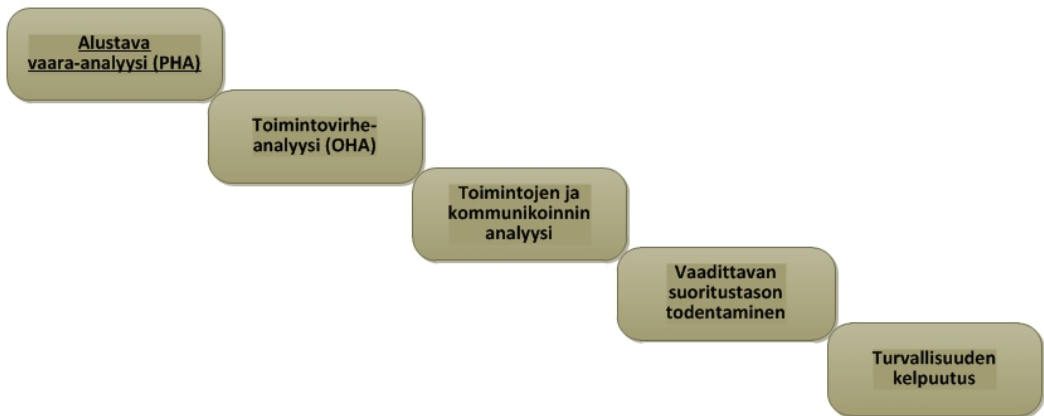 Alustava
vaara-analyysi (PHA)
Toimintovirhe-
analyysi (OHA)
Toimintojen ja
kommunikoinnin
analyysi
Vaadittavan
suoritustason
todentaminen
Turvallisuuden
kelpuutus